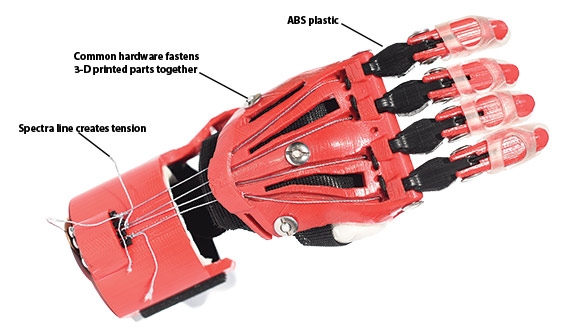 ABS plastic
Common hardware fastens
3-D printed parts together
Spectra line creates tension